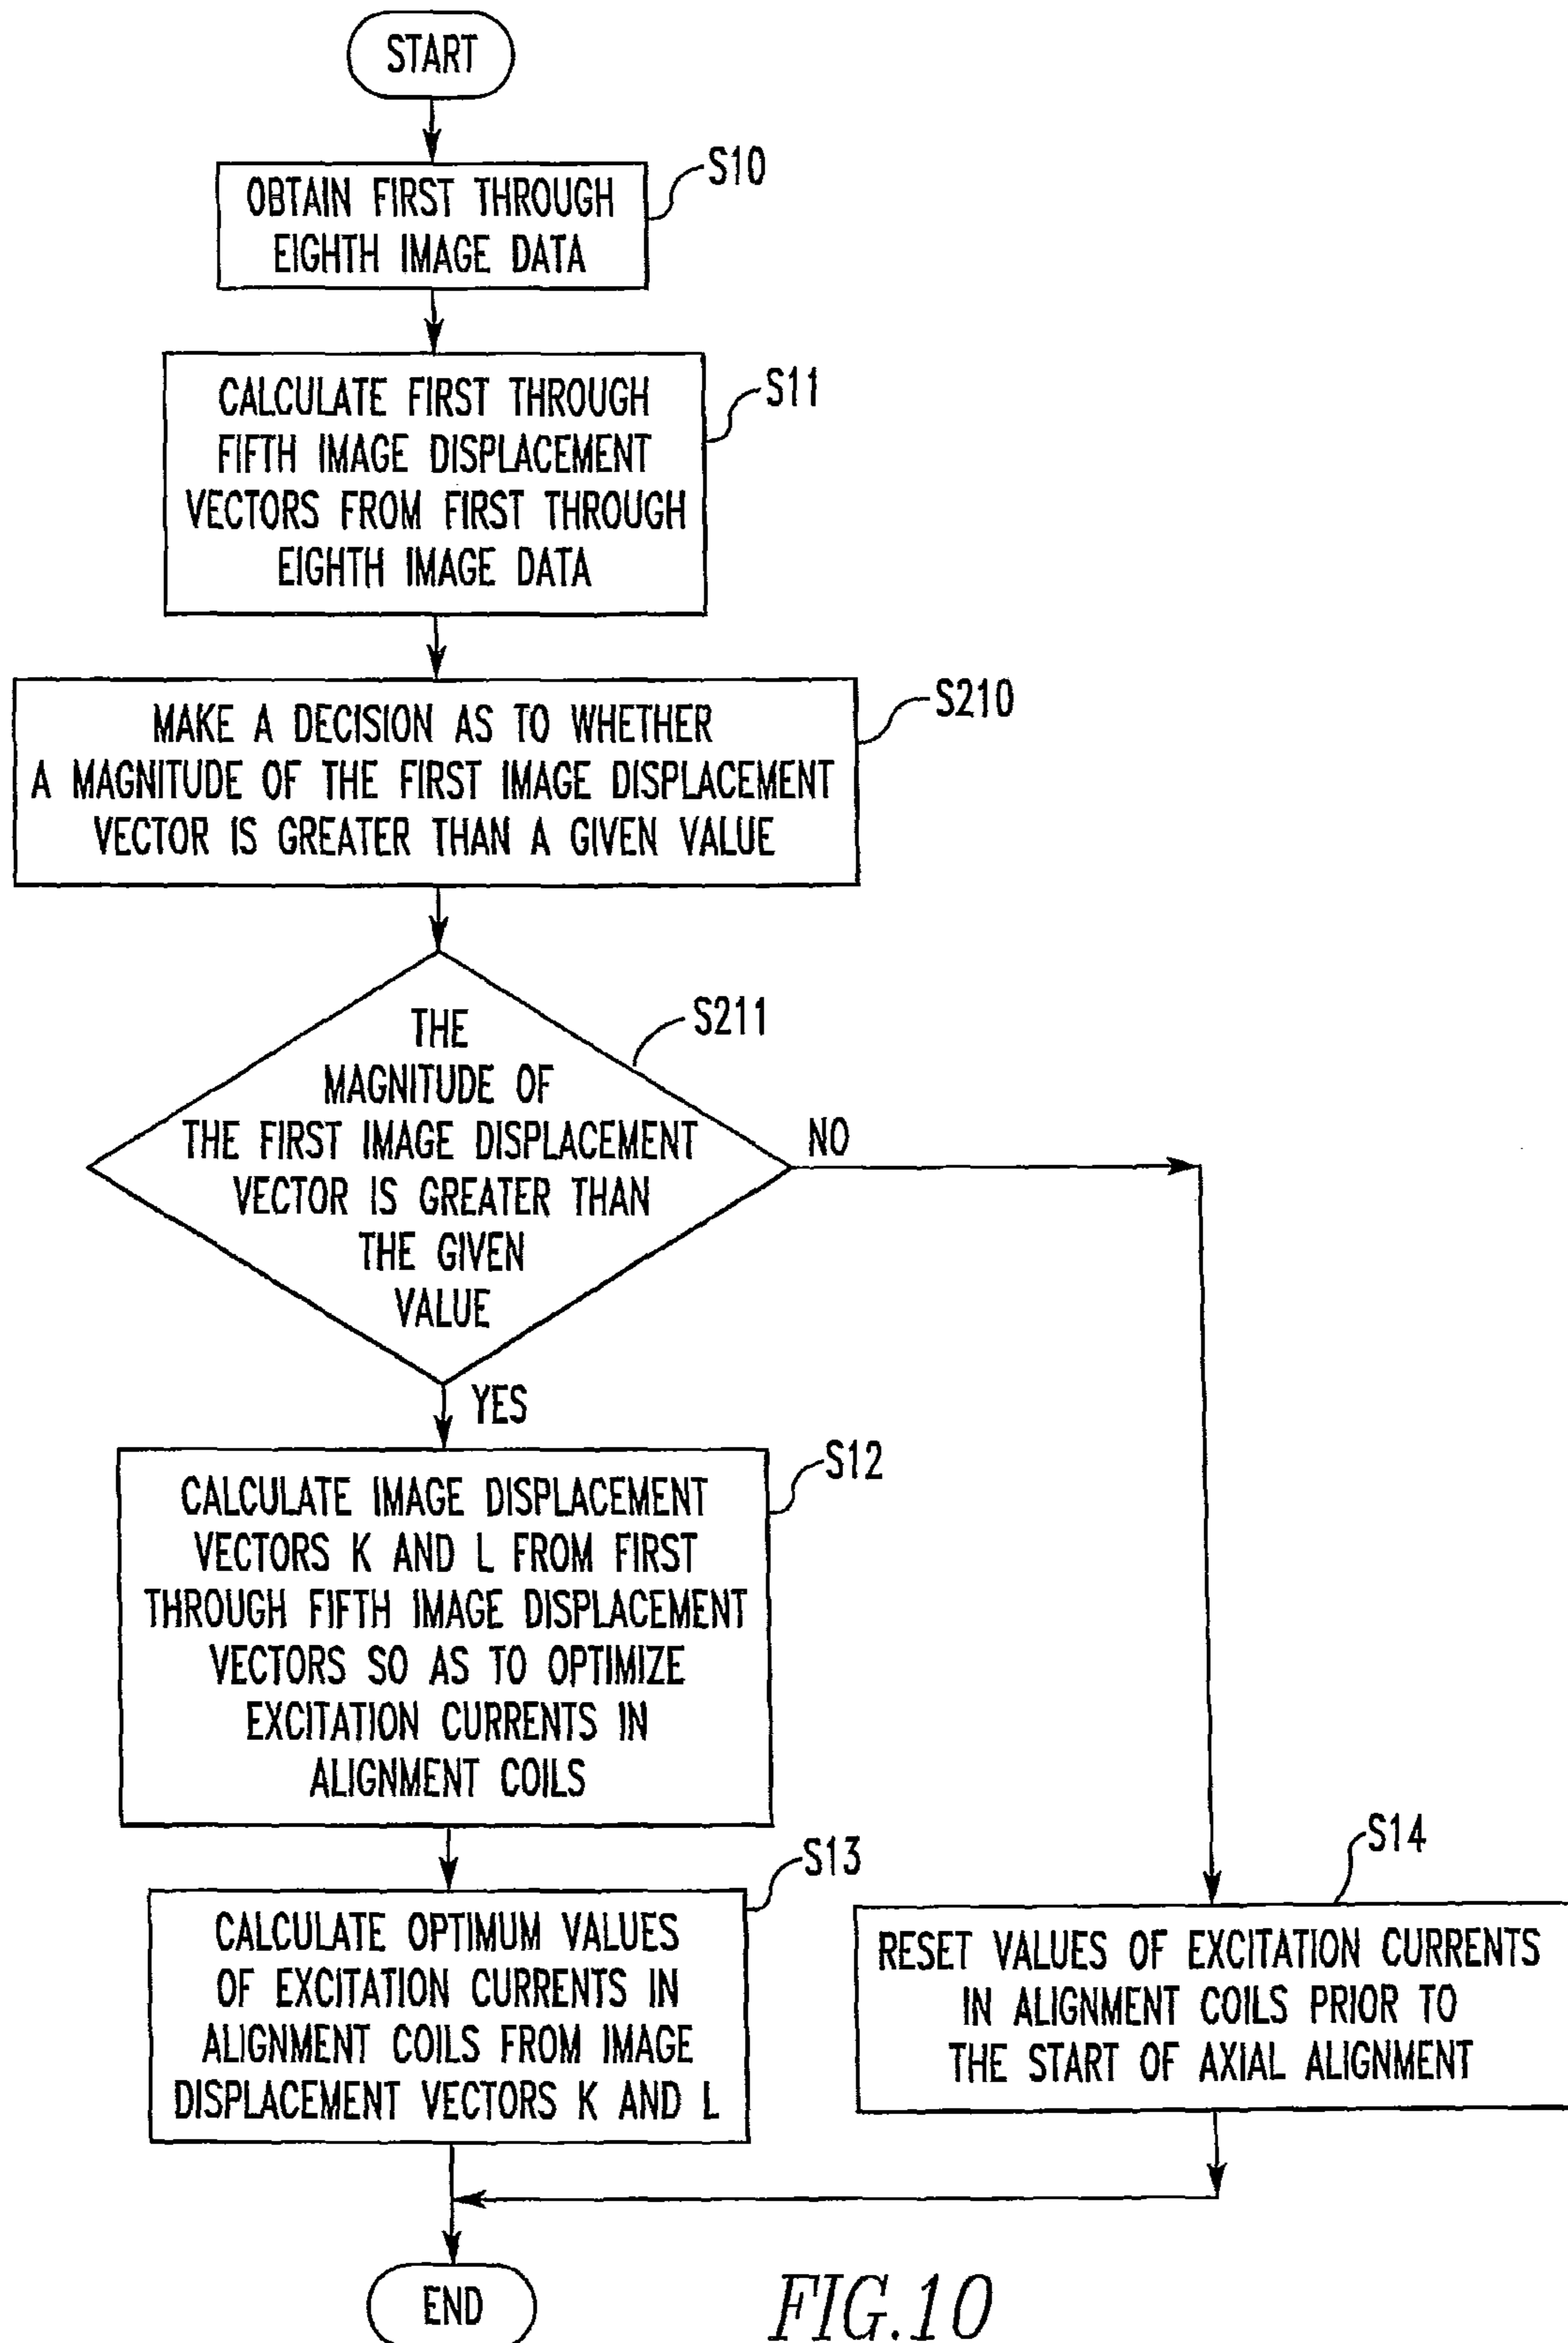 START
S10
OBTAIN FIRST THROUGH
EIGHTH IMAGE DATA
S11
CALCULATE FIRST THROUGH
FIFTH IMAGE DISPLACEMENT
VECTORS FROM FIRST THROUGH
EIGHTH IMAGE DATA
S210
MAKE A DECISION AS TO WHETHER
A MAGNITUDE OF THE FIRST IMAGE DISPLACEMENT
VECTOR IS GREATER THAN A GIVEN VALUE
S211
THE
MAGNITUDE OF
THE FIRST IMAGE DISPLACEMENT
VECTOR IS GREATER THAN
THE GIVEN
VALUE
NO
YES
S12
CALCULATE IMAGE DISPLACEMENT
VECTORS K AND L FROM FIRST
THROUGH FIFTH IMAGE DISPLACEMENT
VECTORS SO AS TO OPTIMIZE
EXCITATION CURRENTS IN
ALIGNMENT COILS
S13
CALCULATE OPTIMUM VALUES
OF EXCITATION CURRENTS IN
ALIGNMENT COILS FROM IMAGE
DISPLACEMENT VECTORS K AND L
S14
RESET VALUES OF EXCITATION CURRENTS
IN ALIGNMENT COILS PRIOR TO
THE START OF AXIAL ALIGNMENT
END
FIG.10